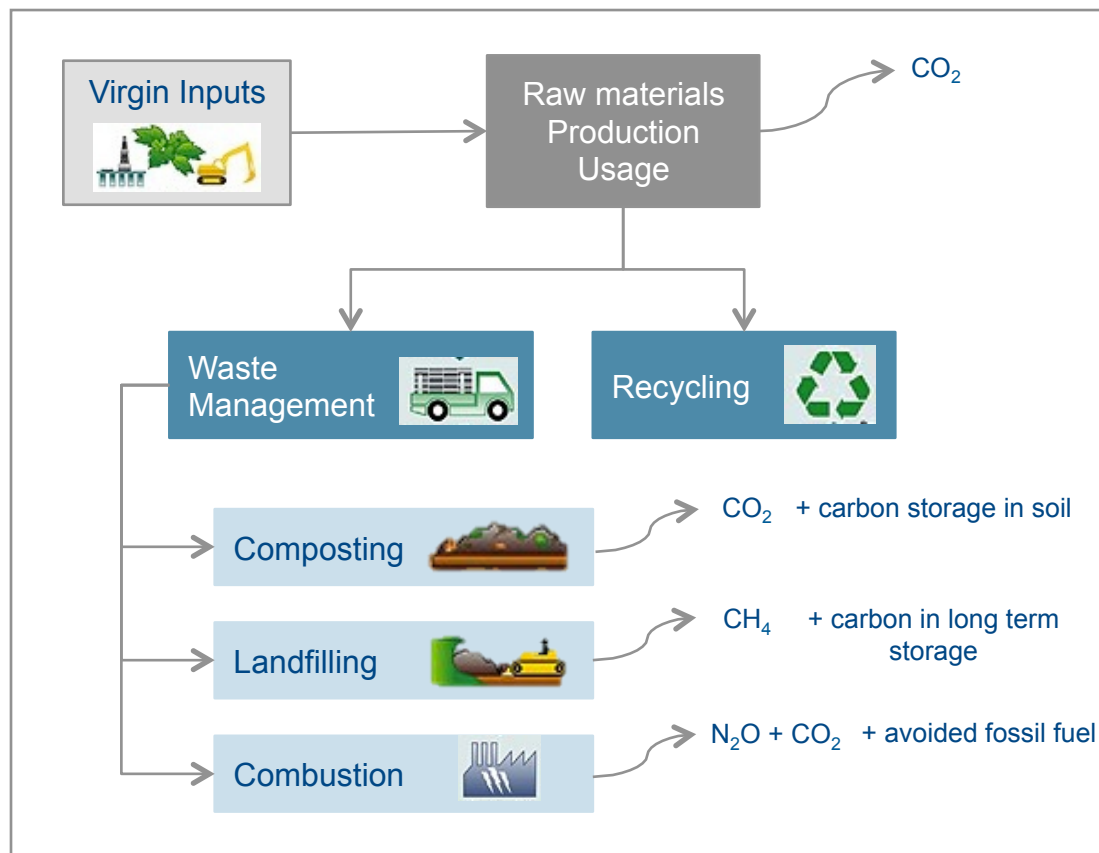 Virgin Inputs
Raw materials
Production
Usage
CO₂
Waste
Management
Recycling
Composting
CO₂ + carbon storage in soil
Landfilling
CH₄ + carbon in long term
storage
Combustion
N₂O + CO₂ + avoided fossil fuel